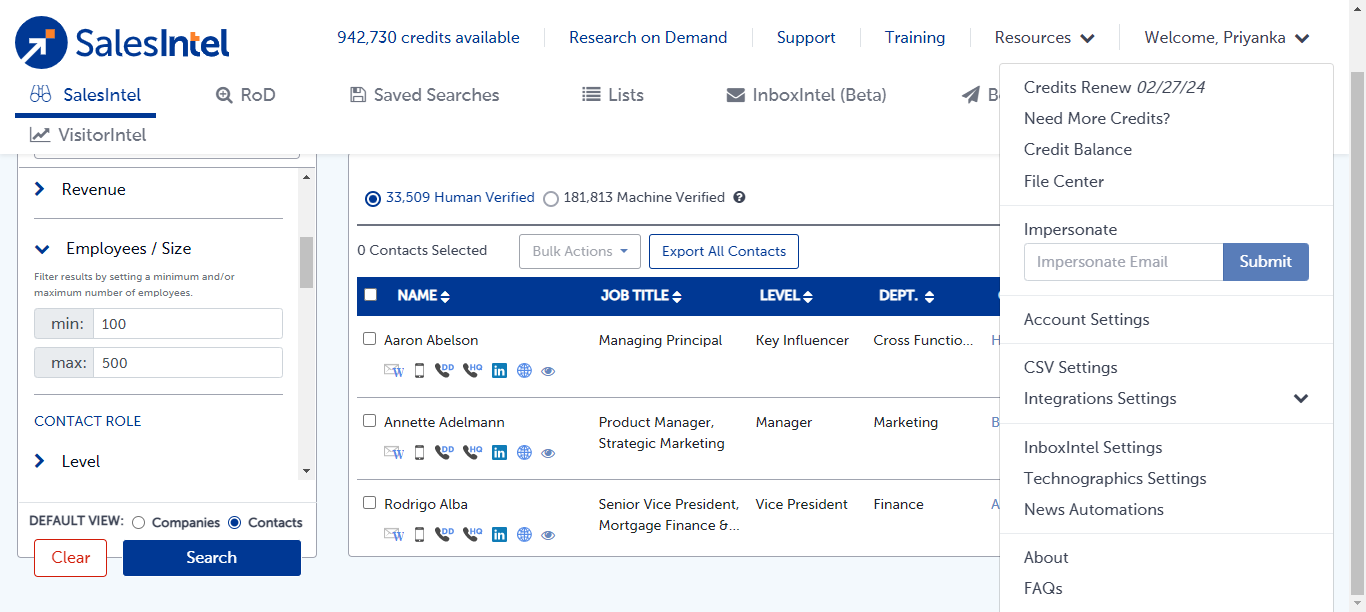 SalesIntel
942,730 credits available
Research on Demand
Support
Training
Resources
Welcome, Priyanka
SalesIntel
RoD
Saved Searches
Lists
InboxIntel (Beta)
VisitorIntel
Credits Renew 02/27/24
Need More Credits?
Credit Balance
File Center
Impersonate
Impersonate Email
Submit
Account Settings
CSV Settings
Integrations Settings
InboxIntel Settings
Technographics Settings
News Automations
About
FAQs
Revenue
Employees / Size
Filter results by setting a minimum and/or
maximum number of employees.
min: 100
max: 500
CONTACT ROLE
Level
DEFAULT VIEW: Companies Contacts
Clear
Search
33,509 Human Verified 181,813 Machine Verified
0 Contacts Selected
Bulk Actions
Export All Contacts
NAME JOB TITLE LEVEL DEPT.
Aaron Abelson Managing Principal Key Influencer Cross Functio... H
DD HQ
Annette Adelmann Product Manager, Manager Marketing B
Strategic Marketing
DD HQ
Rodrigo Alba Senior Vice President, Vice President Finance A
Mortgage Finance &...
DD HQ